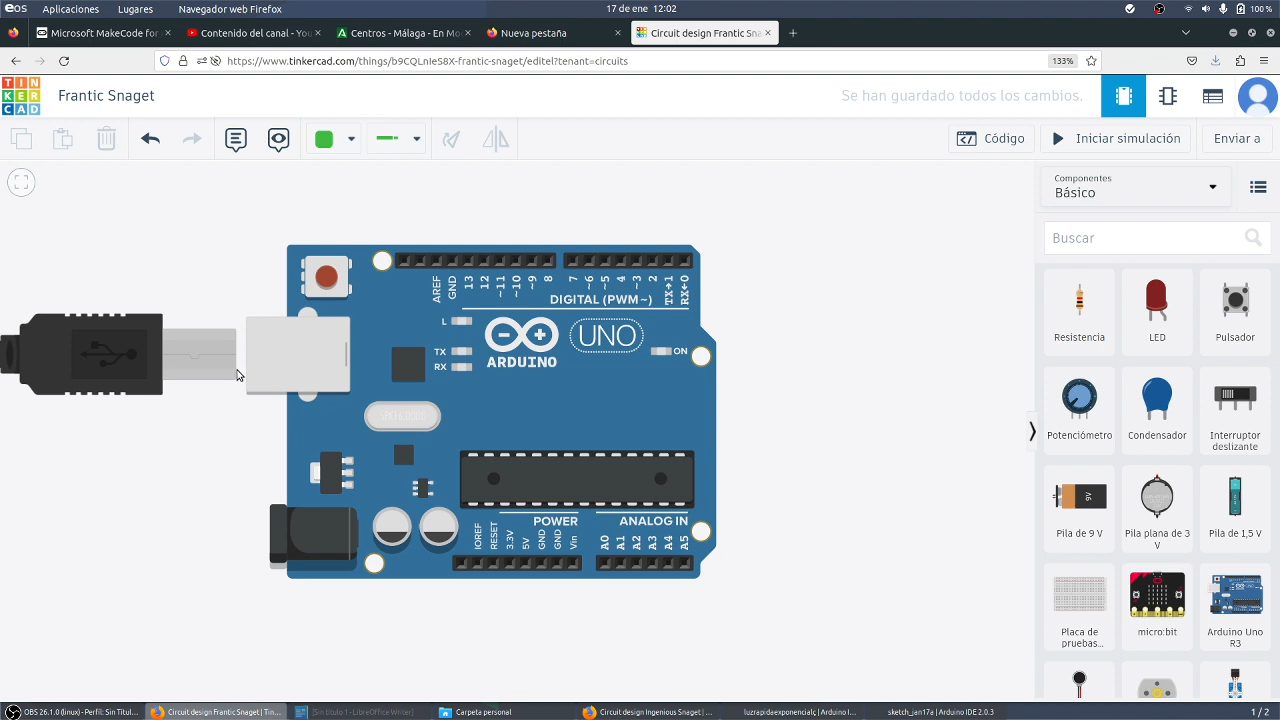 eos Aplicaciones Lugares Navegador web Firefox 17 de ene 12:02 100 %
Microsoft MakeCode for Contenido del canal - You Centros - Málaga - En Mo Nueva pestaña Circuit design Frantic Sna
https://www.tinkercad.com/things/b9CQLnIeS8X-frantic-snaget/editel?tenant=circuits 133%
TIN
KER
CAD
Frantic Snaget Se han guardado todos los cambios.
Código Iniciar simulación Enviar a
Componentes
Básico
Buscar
Resistencia LED Pulsador
Potenciómetro Condensador Interruptor
deslizante
9V
Pila de 9 V Pila plana de 3
V Pila de 1,5 V
Placa de
pruebas... micro:bit Arduino Uno
R3
AREF GND 13 12 ~11 ~10 ~9 8 7 ~6 ~5 4 ~3 2 TX→1 RX←0
DIGITAL (PWM~)
L
TX
RX
ARDUINO
UNO
ON
POWER ANALOG IN
IOREF RESET 3.3V 5V GND GND Vin A0 A1 A2 A3 A4 A5
OBS 26.1.0 (linux) - Perfil: Sin Titul... Circuit design Frantic Snaget | Tin... [Sin título 1 - LibreOffice Writer] Carpeta personal Circuit design Ingenious Snaget |... luzrapidaexponencialç | Arduino I... sketch_jan17a | Arduino IDE 2.0.3 1 / 2